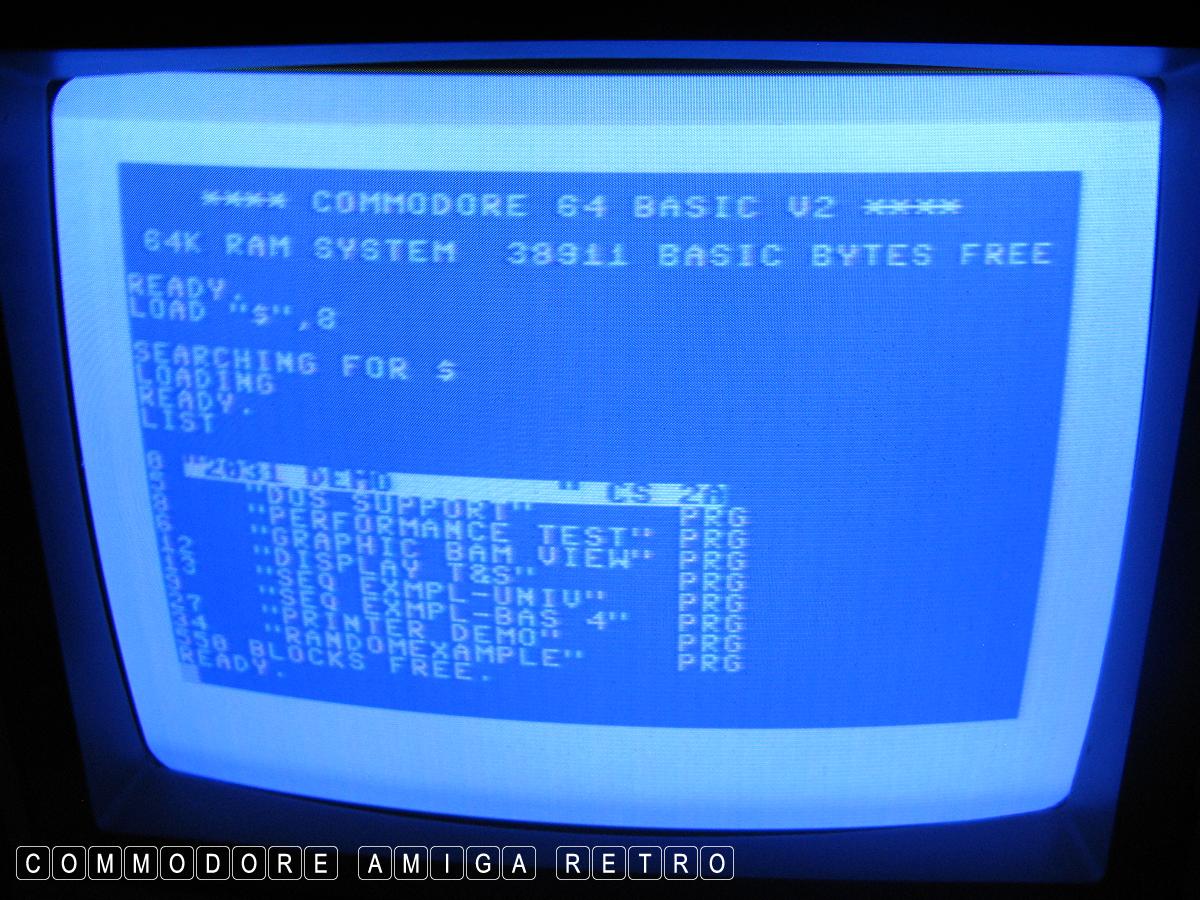 **** COMMODORE 64 BASIC V2 ****
64K RAM SYSTEM 38911 BASIC BYTES FREE
READY.
LOAD "$",8
SEARCHING FOR $
LOADING
READY.
LIST
0 "2031 DEMO " CS 2A
"DOS SUPPORT" PRG
"PERFORMANCE TEST" PRG
"GRAPHIC BAM VIEW" PRG
"DISPLAY T&S" PRG
"SEQ EXMPL-UNIV" PRG
"SEQ EXMPL-BAS 4" PRG
"PRINTER DEMO" PRG
"RANDOMEXAMPLE" PRG
550 BLOCKS FREE.
READY.
COMMODORE AMIGA RETRO